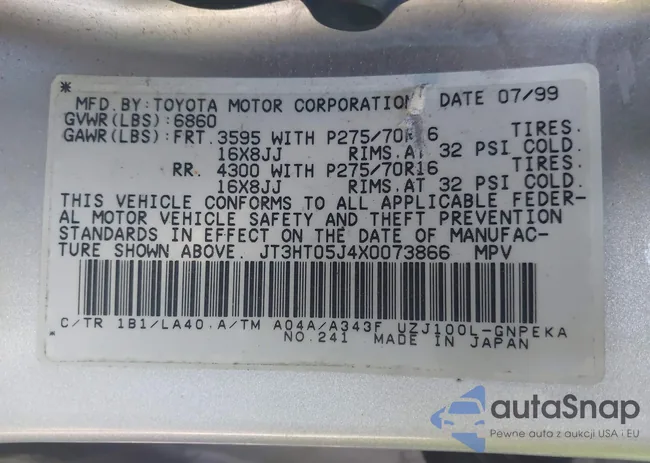 * MFD.BY:TOYOTA MOTOR CORPORATION DATE 07/99
GVWR(LBS):6860
GAWR(LBS):FRT. 3595 WITH P275/70R16 TIRES.
16X8JJ RIMS.AT 32 PSI COLD.
RR. 4300 WITH P275/70R16 TIRES.
16X8JJ RIMS.AT 32 PSI COLD.
THIS VEHICLE CONFORMS TO ALL APPLICABLE FEDER-
AL MOTOR VEHICLE SAFETY AND THEFT PREVENTION
STANDARDS IN EFFECT ON THE DATE OF MANUFAC-
TURE SHOWN ABOVE. JT3HT05J4X0073866 MPV
C/TR 1B1/LA40.A/TM A04A/A343F UZJ100L-GNPEKA
* NO.241 MADE IN JAPAN
autoSnap
Pewne auta z aukcji USA i EU